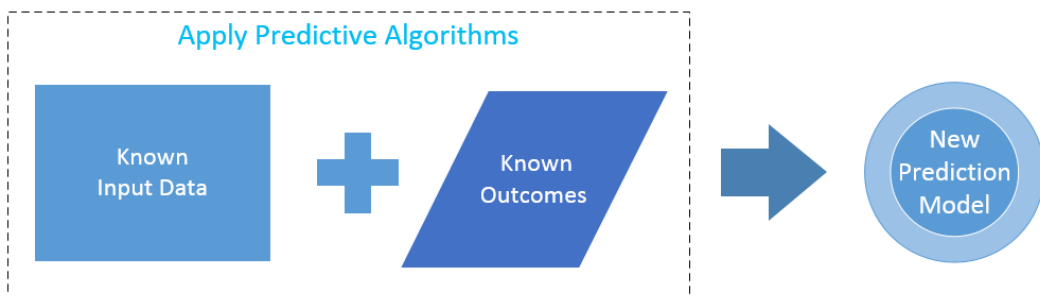 Apply Predictive Algorithms
Known
Input Data
Known
Outcomes
New
Prediction
Model